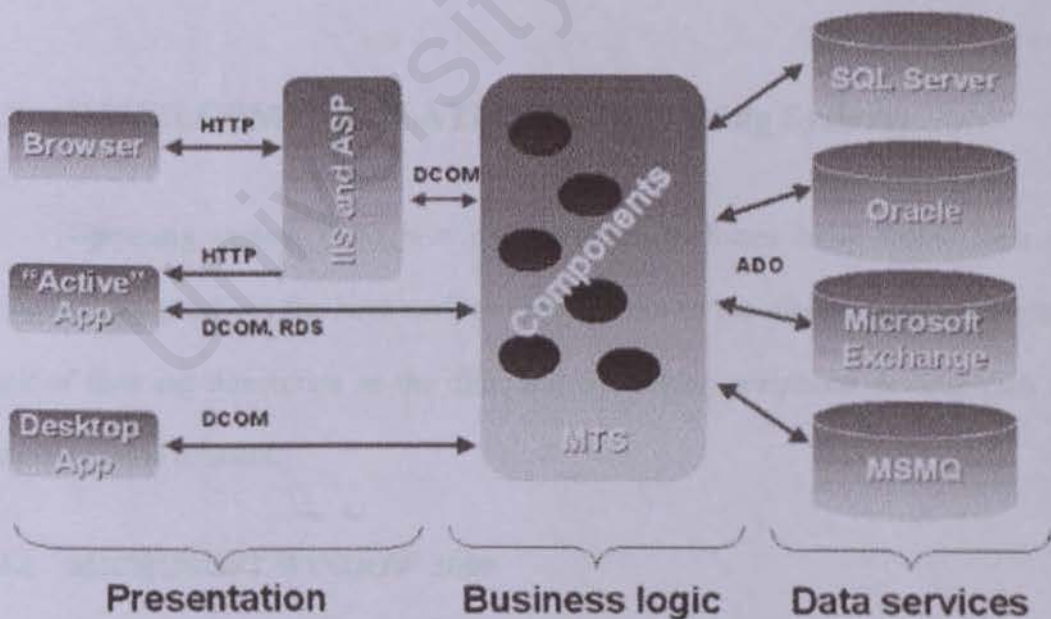 Browser
HTTP
IIS and ASP
DCOM
"Active"
App
HTTP
DCOM, RDS
Desktop
App
DCOM
Components
MTS
ADO
SQL Server
Oracle
Microsoft
Exchange
MSMQ
Presentation
Business logic
Data services